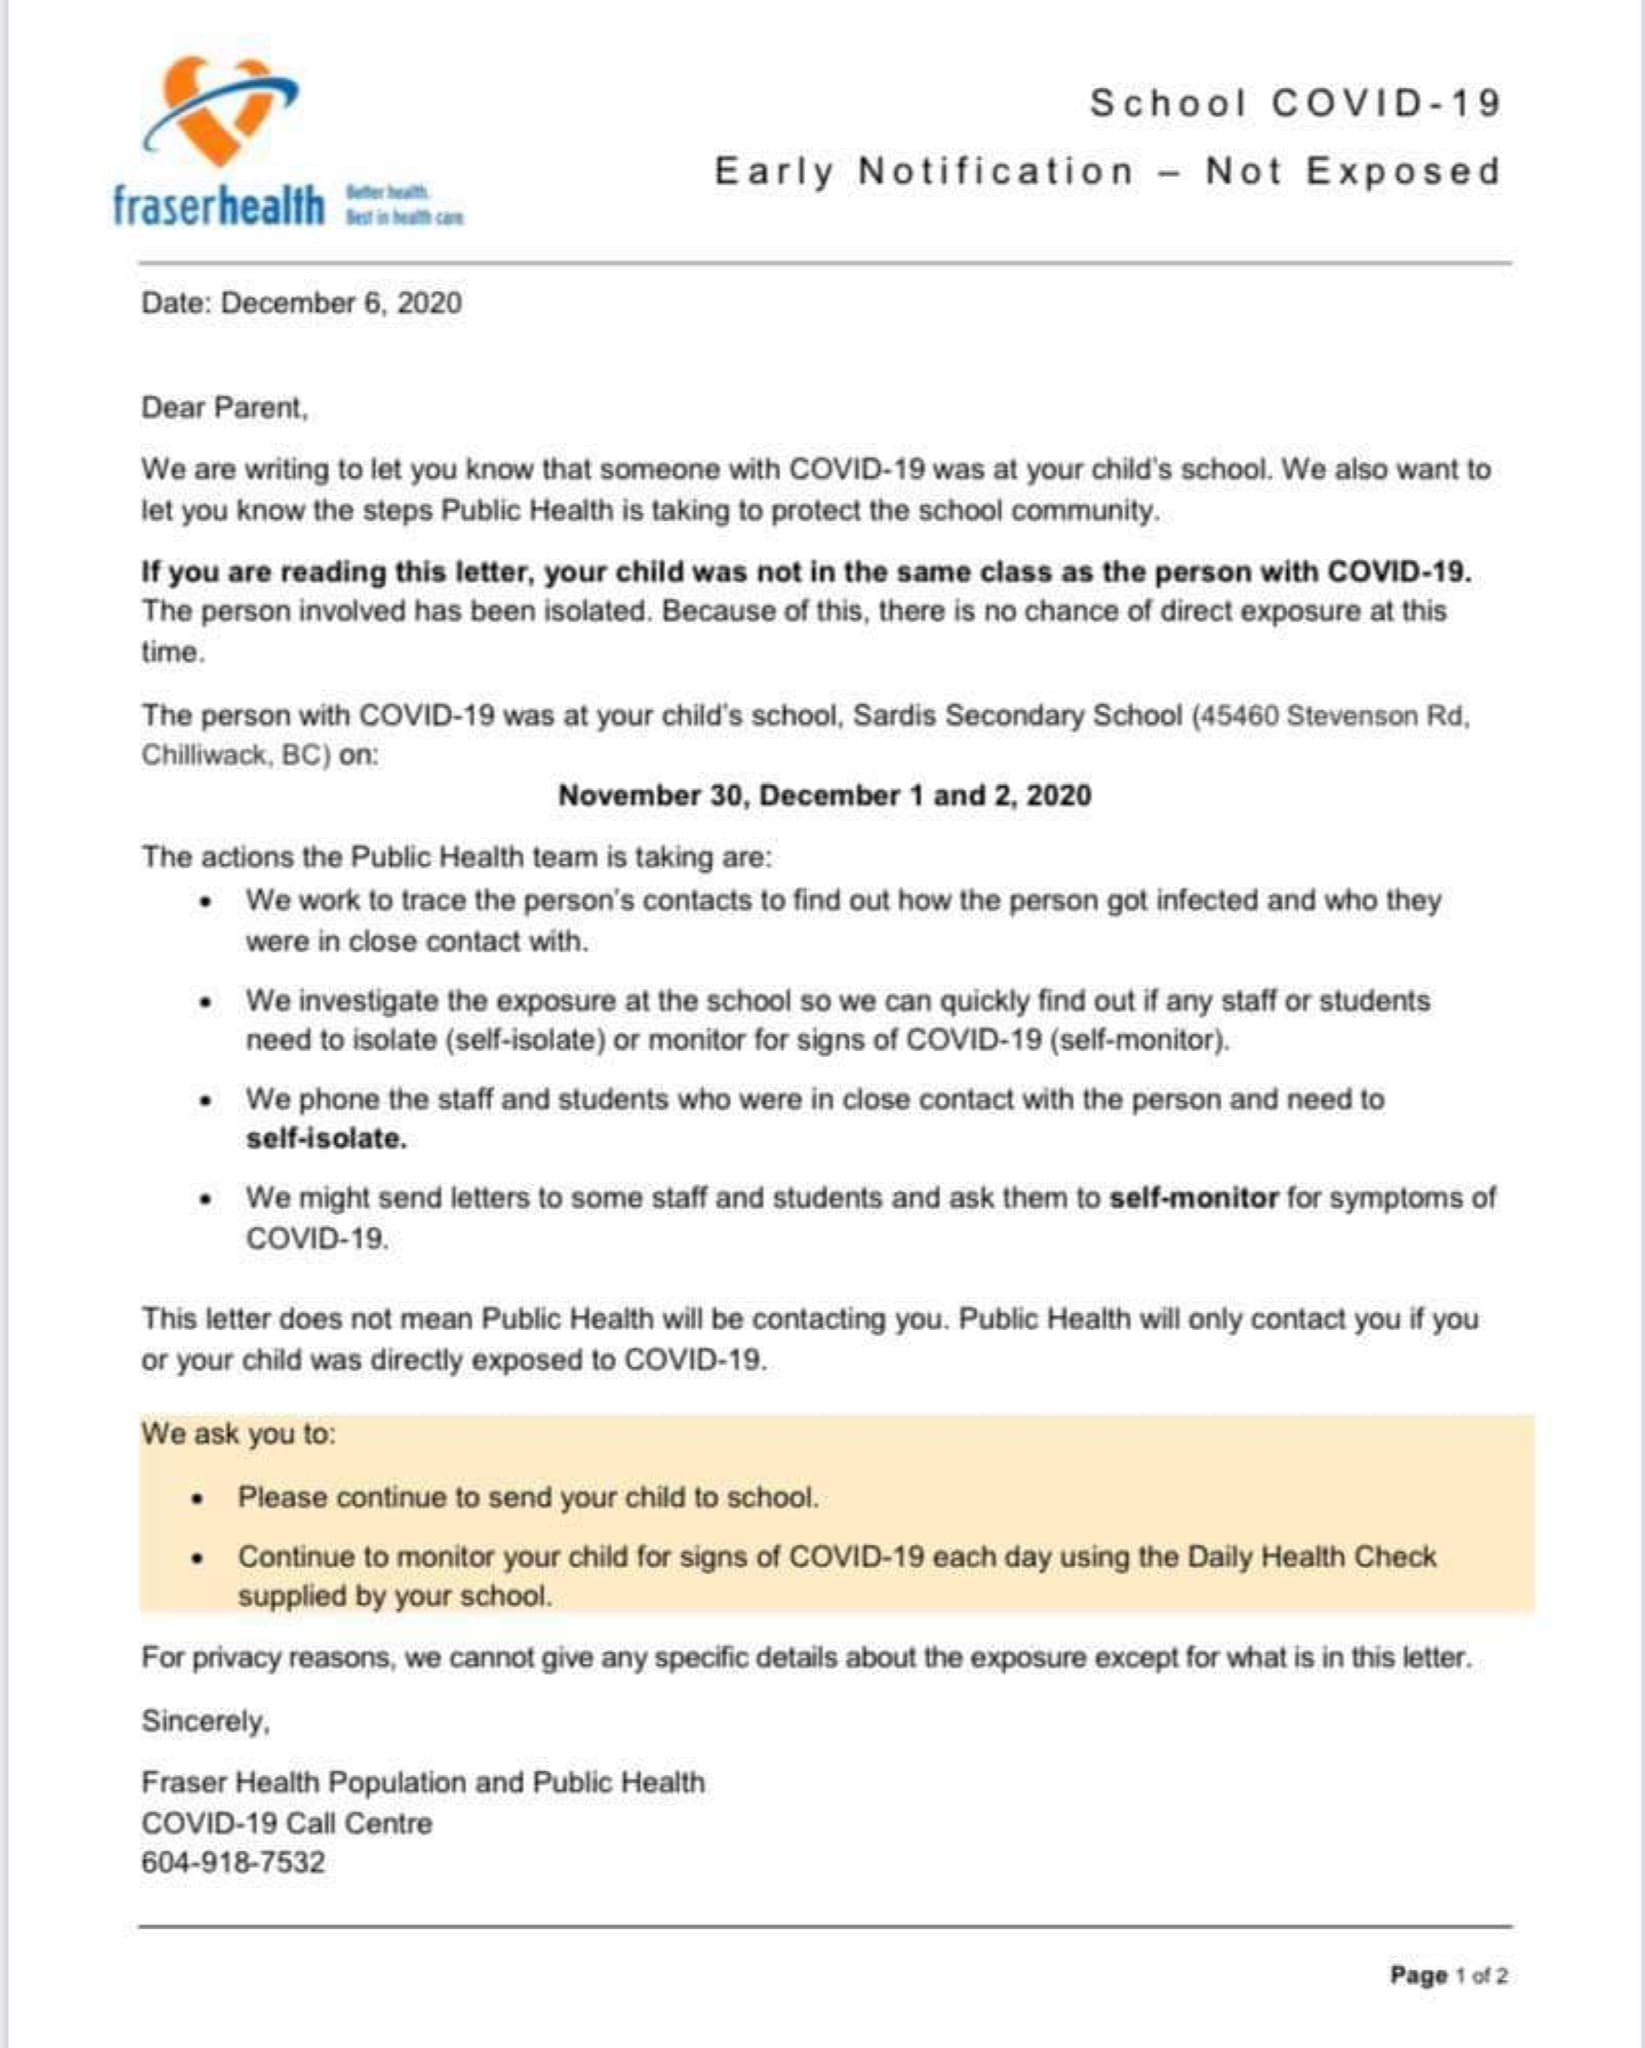 School COVID-19
Early Notification – Not Exposed
fraserhealth
Better health.
Best in health care.
Date: December 6, 2020
Dear Parent,
We are writing to let you know that someone with COVID-19 was at your child's school. We also want to
let you know the steps Public Health is taking to protect the school community.
If you are reading this letter, your child was not in the same class as the person with COVID-19.
The person involved has been isolated. Because of this, there is no chance of direct exposure at this
time.
The person with COVID-19 was at your child's school, Sardis Secondary School (45460 Stevenson Rd,
Chilliwack, BC) on:
November 30, December 1 and 2, 2020
The actions the Public Health team is taking are:
• We work to trace the person's contacts to find out how the person got infected and who they
were in close contact with.
• We investigate the exposure at the school so we can quickly find out if any staff or students
need to isolate (self-isolate) or monitor for signs of COVID-19 (self-monitor).
• We phone the staff and students who were in close contact with the person and need to
self-isolate.
• We might send letters to some staff and students and ask them to self-monitor for symptoms of
COVID-19.
This letter does not mean Public Health will be contacting you. Public Health will only contact you if you
or your child was directly exposed to COVID-19.
We ask you to:
• Please continue to send your child to school.
• Continue to monitor your child for signs of COVID-19 each day using the Daily Health Check
supplied by your school.
For privacy reasons, we cannot give any specific details about the exposure except for what is in this letter.
Sincerely,
Fraser Health Population and Public Health
COVID-19 Call Centre
604-918-7532
Page 1 of 2